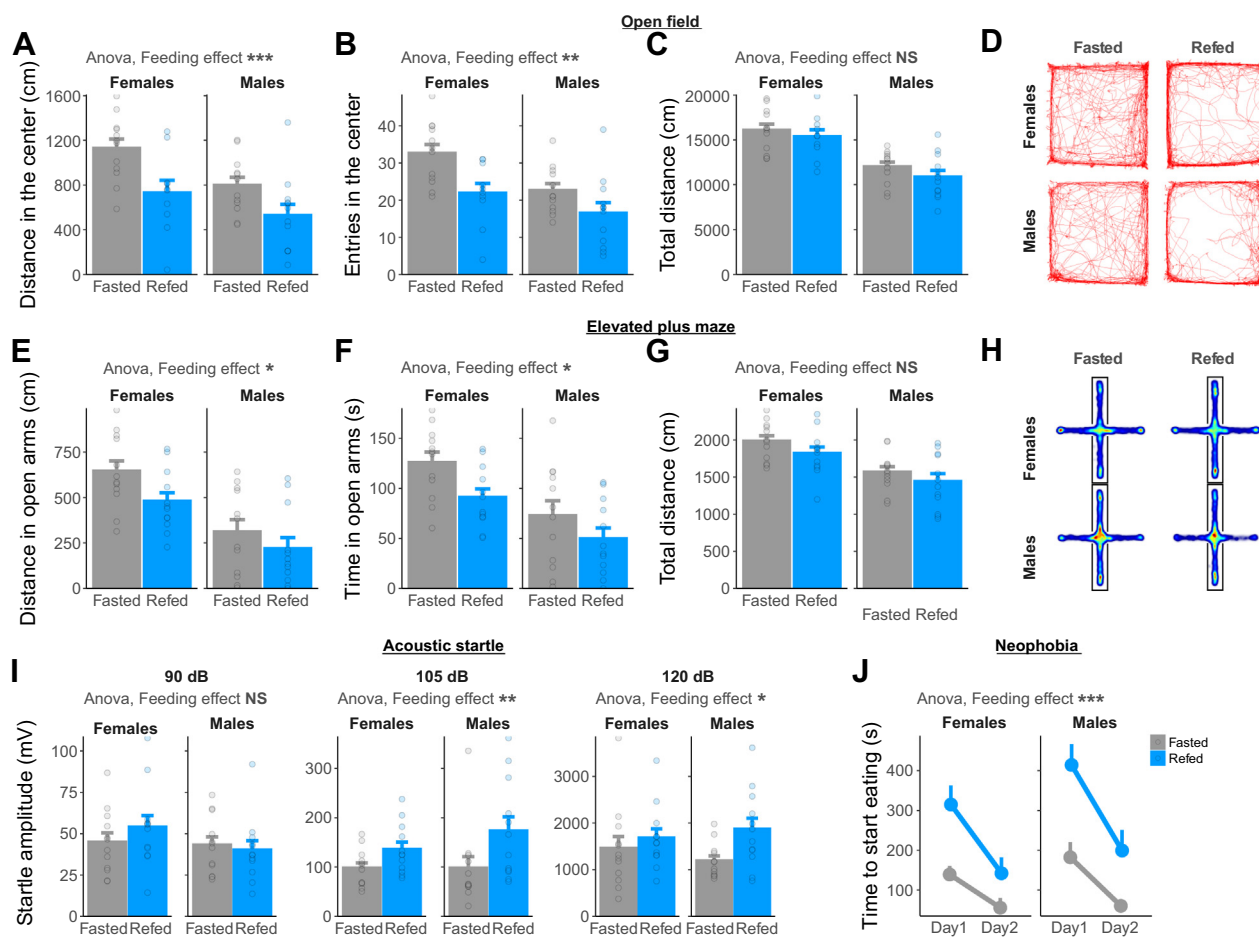 Open field
A
Anova, Feeding effect ***
Females Males
Distance in the center (cm)
1600
1200
800
400
0
Fasted Refed Fasted Refed
B
Anova, Feeding effect **
Females Males
Entries in the center
40
30
20
10
0
Fasted Refed Fasted Refed
C
Anova, Feeding effect NS
Females Males
Total distance (cm)
20000
15000
10000
5000
0
Fasted Refed Fasted Refed
D
Fasted Refed
Females
Males
Elevated plus maze
E
Anova, Feeding effect *
Females Males
Distance in open arms (cm)
750
500
250
0
Fasted Refed Fasted Refed
F
Anova, Feeding effect *
Females Males
Time in open arms (s)
150
100
50
0
Fasted Refed Fasted Refed
G
Anova, Feeding effect NS
Females Males
Total distance (cm)
2000
1500
1000
500
0
Fasted Refed Fasted Refed
H
Fasted Refed
Females
Males
Acoustic startle
I
90 dB
Anova, Feeding effect NS
Females Males
Startle amplitude (mV)
100
75
50
25
0
Fasted Refed Fasted Refed
105 dB
Anova, Feeding effect **
Females Males
300
200
100
0
Fasted Refed Fasted Refed
120 dB
Anova, Feeding effect *
Females Males
3000
2000
1000
0
Fasted Refed Fasted Refed
Neophobia
J
Anova, Feeding effect ***
Females Males
Time to start eating (s)
400
300
200
100
Day1 Day2 Day1 Day2
Fasted
Refed